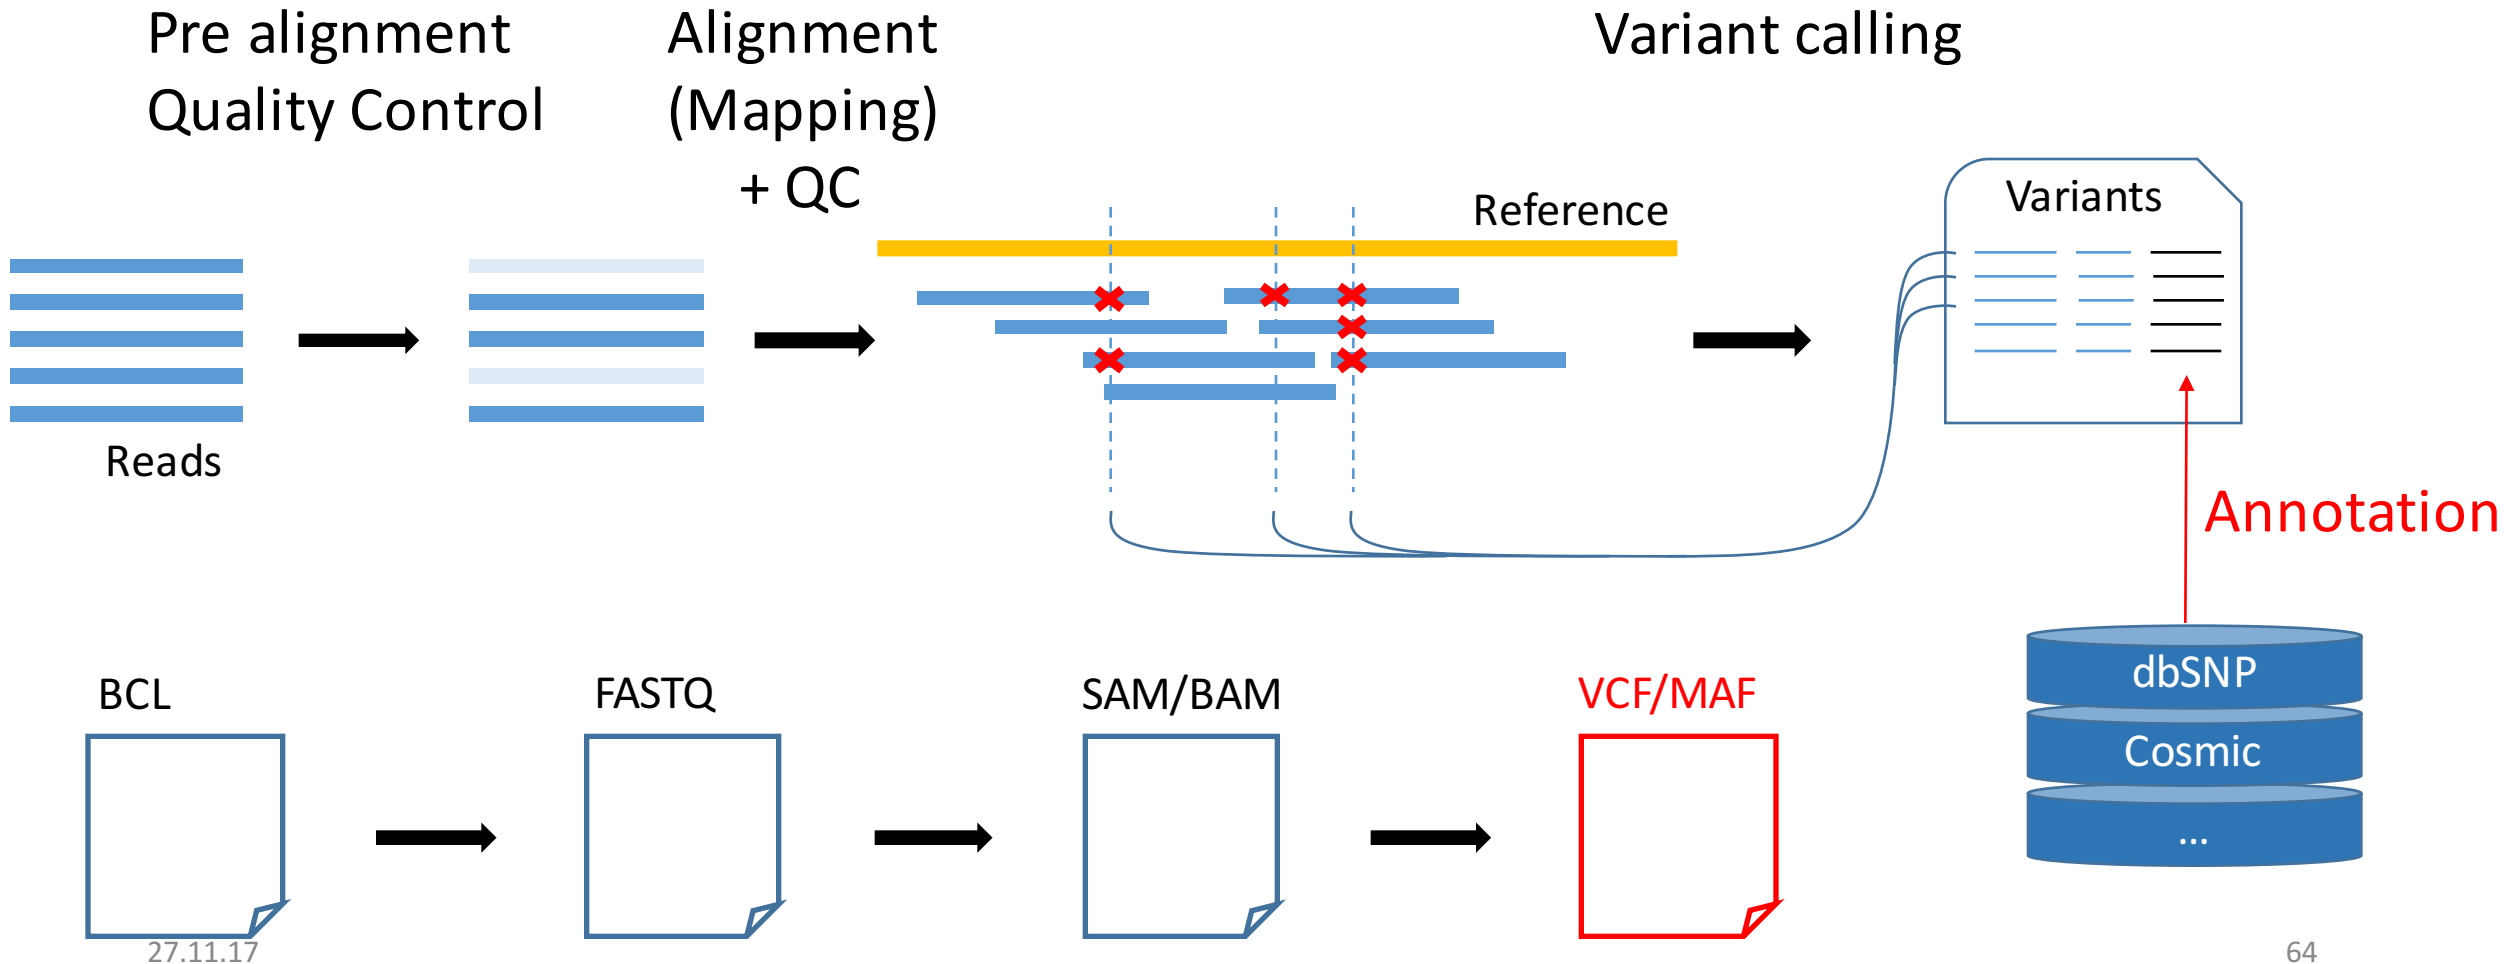 Pre alignment
Quality Control
Alignment
(Mapping)
+ QC
Variant calling
Reference
Variants
Reads
Annotation
BCL
FASTQ
SAM/BAM
VCF/MAF
dbSNP
Cosmic
...
27.11.17
64